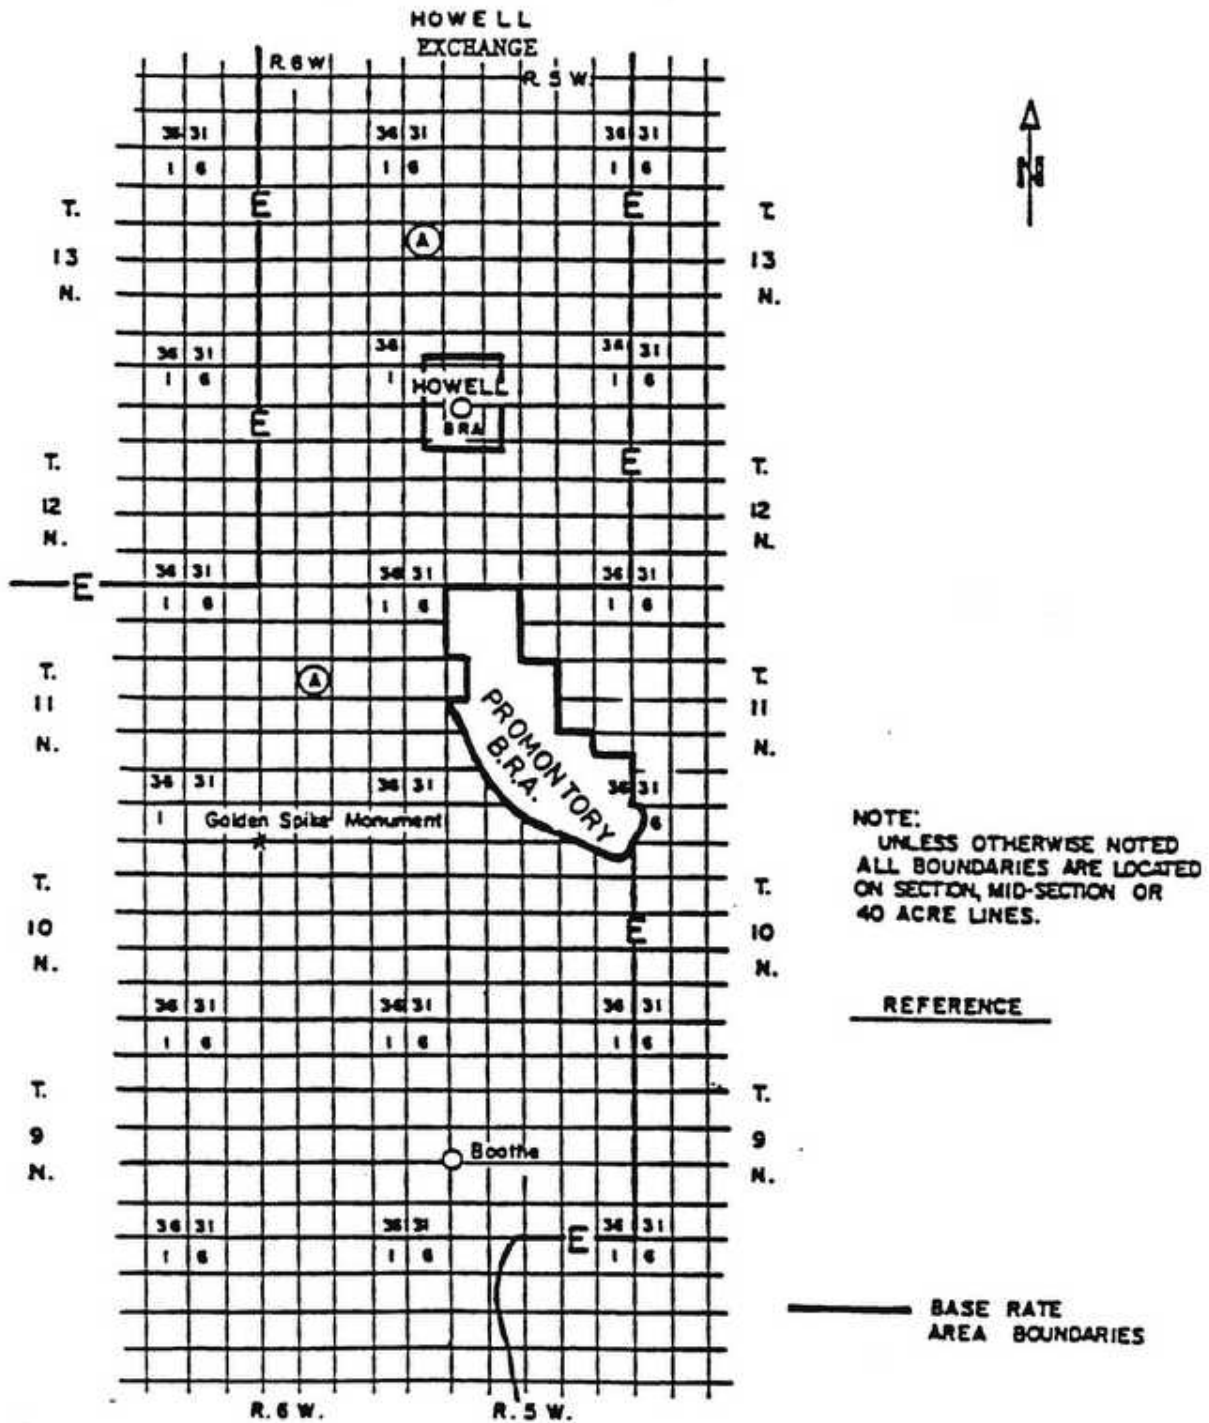 HOWELL
EXCHANGE
R. 6 W
R. 5 W.
36 31 36 31 36 31
1 6 1 6 1 6
N
T. E E T.
A
13 13
N. N.
36 31 36 36 31
1 6 1 1 6
HOWELL
B R A
E
T. E T.
12 12
N. N.
36 31 36 31 36 31
E
1 6 1 6 1 6
T. A T.
11 11
N. N.
PROMONTORY
B.R.A.
36 31 36 31 36 31
1 Golden Spike Monument 6
NOTE:
UNLESS OTHERWISE NOTED
ALL BOUNDARIES ARE LOCATED
ON SECTION, MID-SECTION OR
40 ACRE LINES.
T. T.
10 E 10
N. N.
36 31 36 31 36 31
REFERENCE
1 6 1 6 1 6
T. T.
9 9
Boothe
N. N.
36 31 36 31 E 36 31
1 6 1 6 1 6
BASE RATE
AREA BOUNDARIES
R. 6 W. R. 5 W.